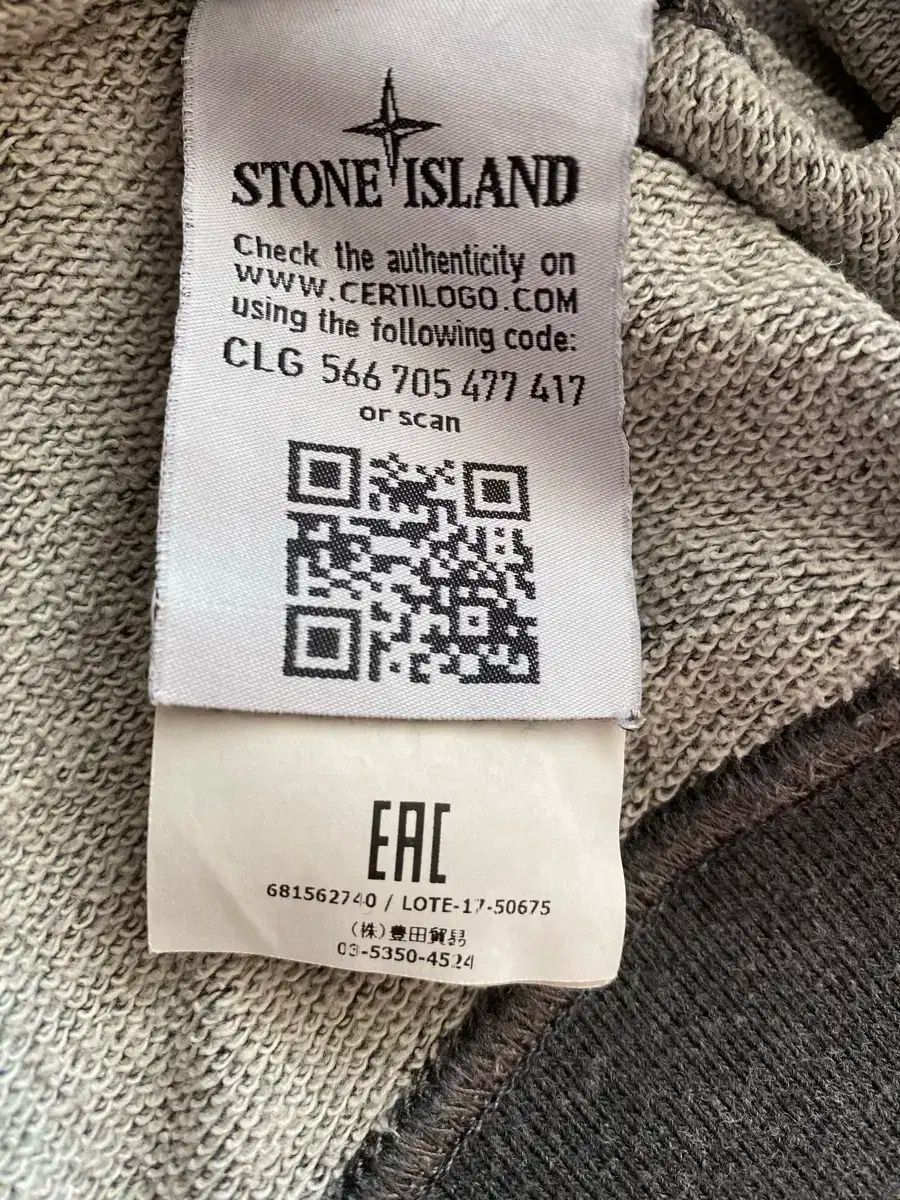 STONE ISLAND
Check the authenticity on
WWW.CERTILOGO.COM
using the following code:
CLG 566 705 477 417
or scan
EAC
681562740 / LOTE-17-50675
(株)豊田貿易
03-5350-4524